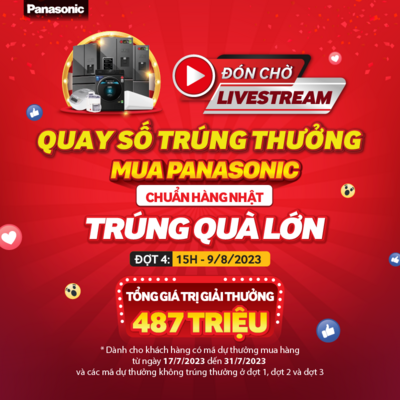 Panasonic
ĐÓN CHỜ
LIVESTREAM
QUAY SỐ TRÚNG THƯỞNG
MUA PANASONIC
CHUẨN HÀNG NHẬT
TRÚNG QUÀ LỚN
ĐỢT 4: 15H - 9/8/2023
TỔNG GIÁ TRỊ GIẢI THƯỞNG
487 TRIỆU
* Dành cho khách hàng có mã dự thưởng mua hàng
từ ngày 17/7/2023 đến 31/7/2023
và các mã dự thưởng không trúng thưởng ở đợt 1, đợt 2 và đợt 3